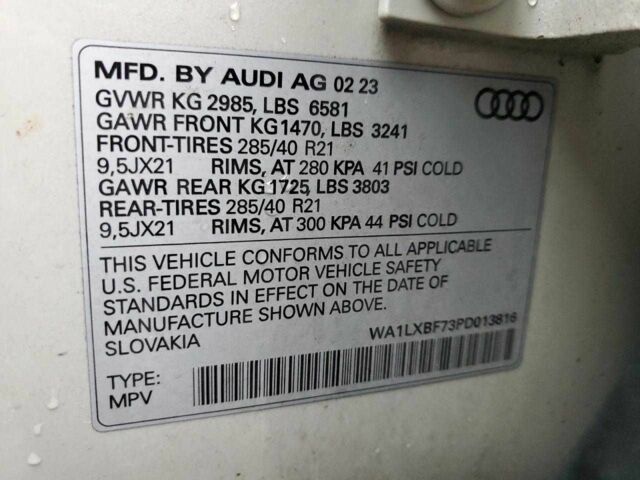 MFD. BY AUDI AG 02 23
GVWR KG 2985, LBS 6581
GAWR FRONT KG1470, LBS 3241
FRONT-TIRES 285/40 R21
9,5JX21 RIMS, AT 280 KPA 41 PSI COLD
GAWR REAR KG 1725, LBS 3803
REAR-TIRES 285/40 R21
9,5JX21 RIMS, AT 300 KPA 44 PSI COLD
THIS VEHICLE CONFORMS TO ALL APPLICABLE
U.S. FEDERAL MOTOR VEHICLE SAFETY
STANDARDS IN EFFECT ON THE DATE OF
MANUFACTURE SHOWN ABOVE.
SLOVAKIA
WA1LXBF73PD013816
TYPE:
MPV